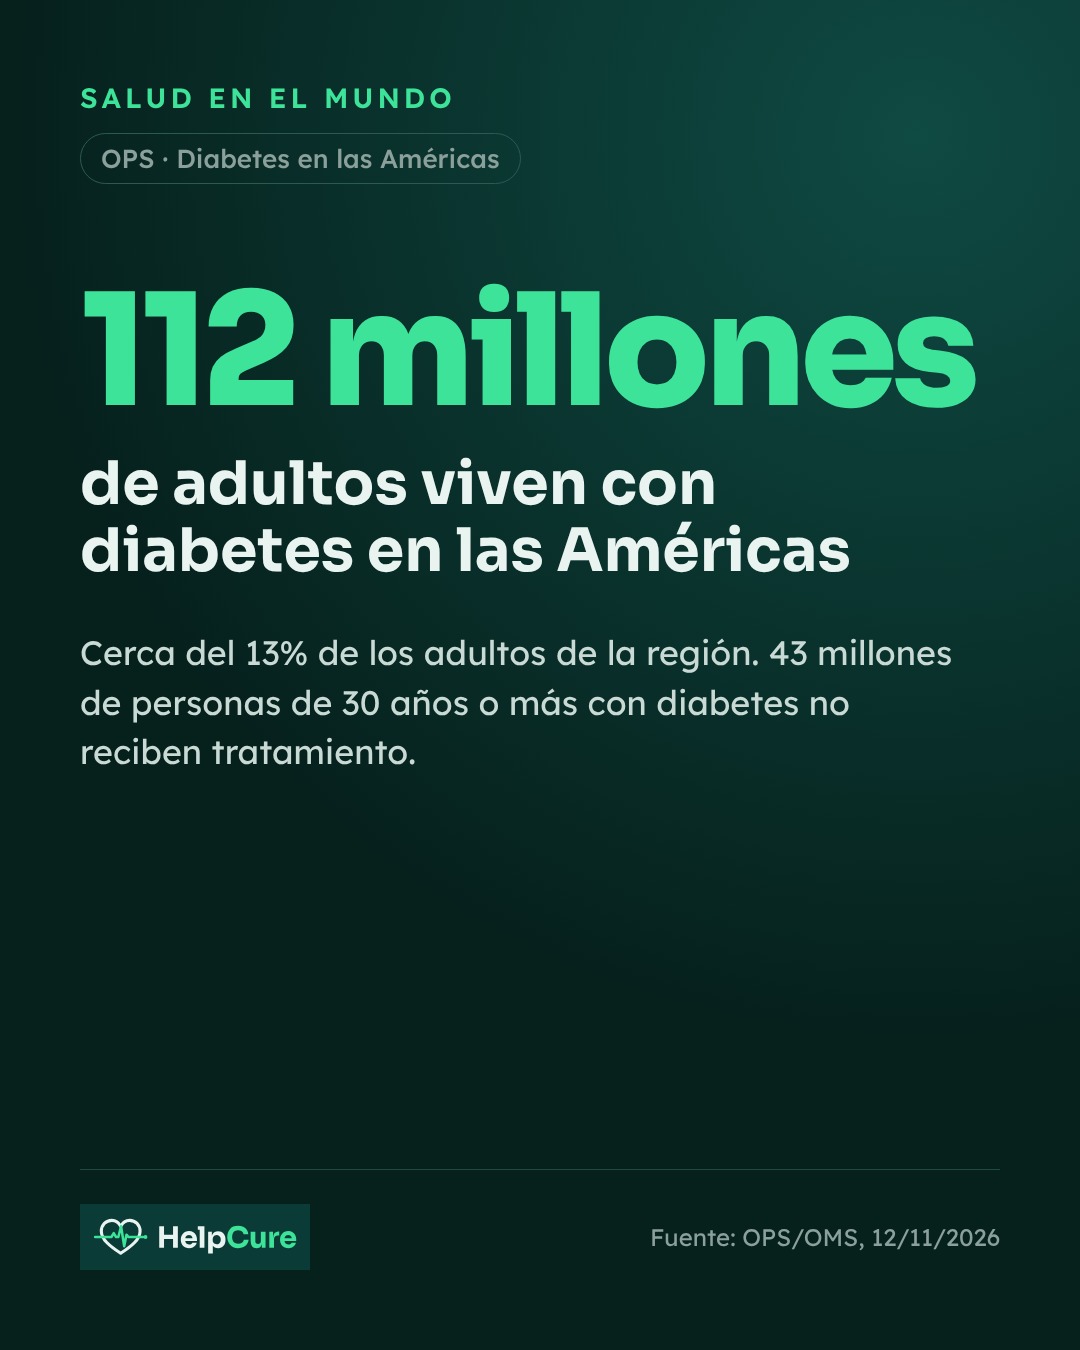 SALUD EN EL MUNDO
OPS · Diabetes en las Américas
112 millones
de adultos viven con
diabetes en las Américas
Cerca del 13% de los adultos de la región. 43 millones
de personas de 30 años o más con diabetes no
reciben tratamiento.
HelpCure
Fuente: OPS/OMS, 12/11/2026